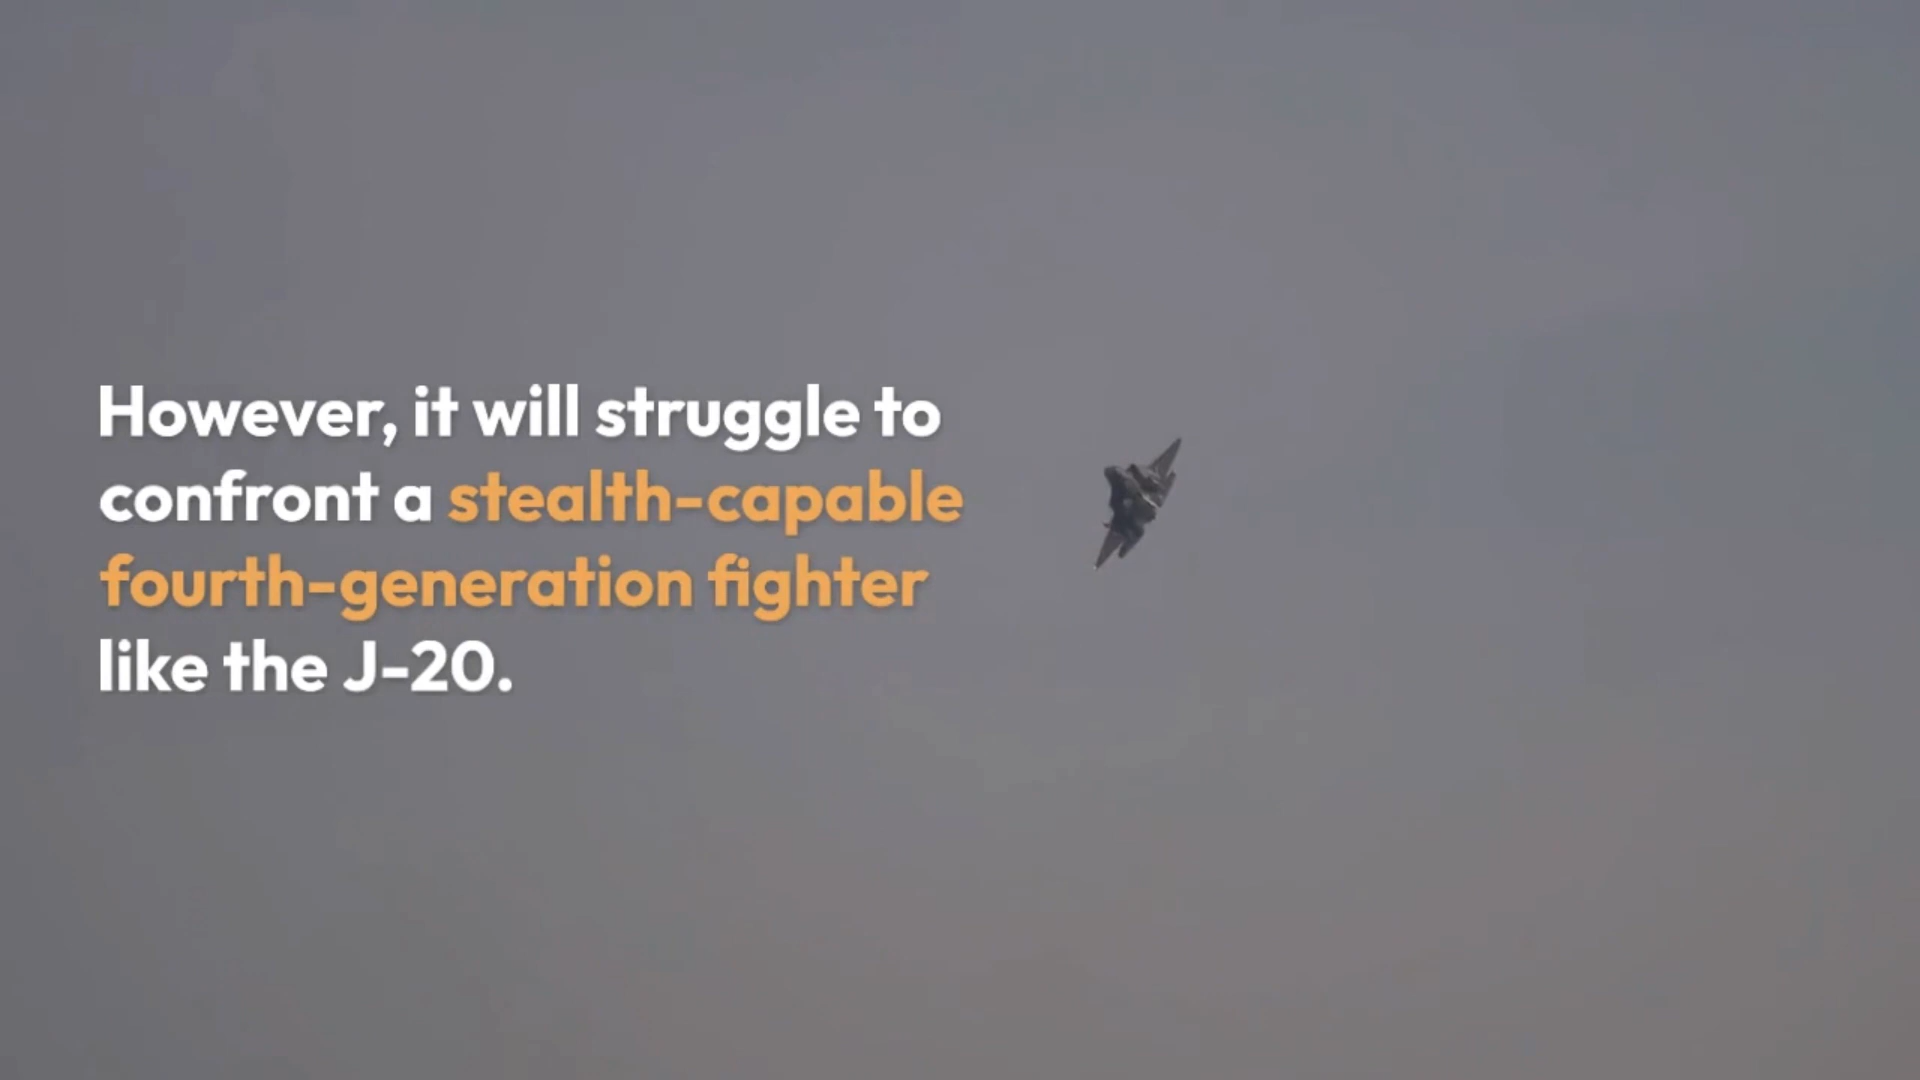 However, it will struggle to
confront a stealth-capable
fourth-generation fighter
like the J-20.